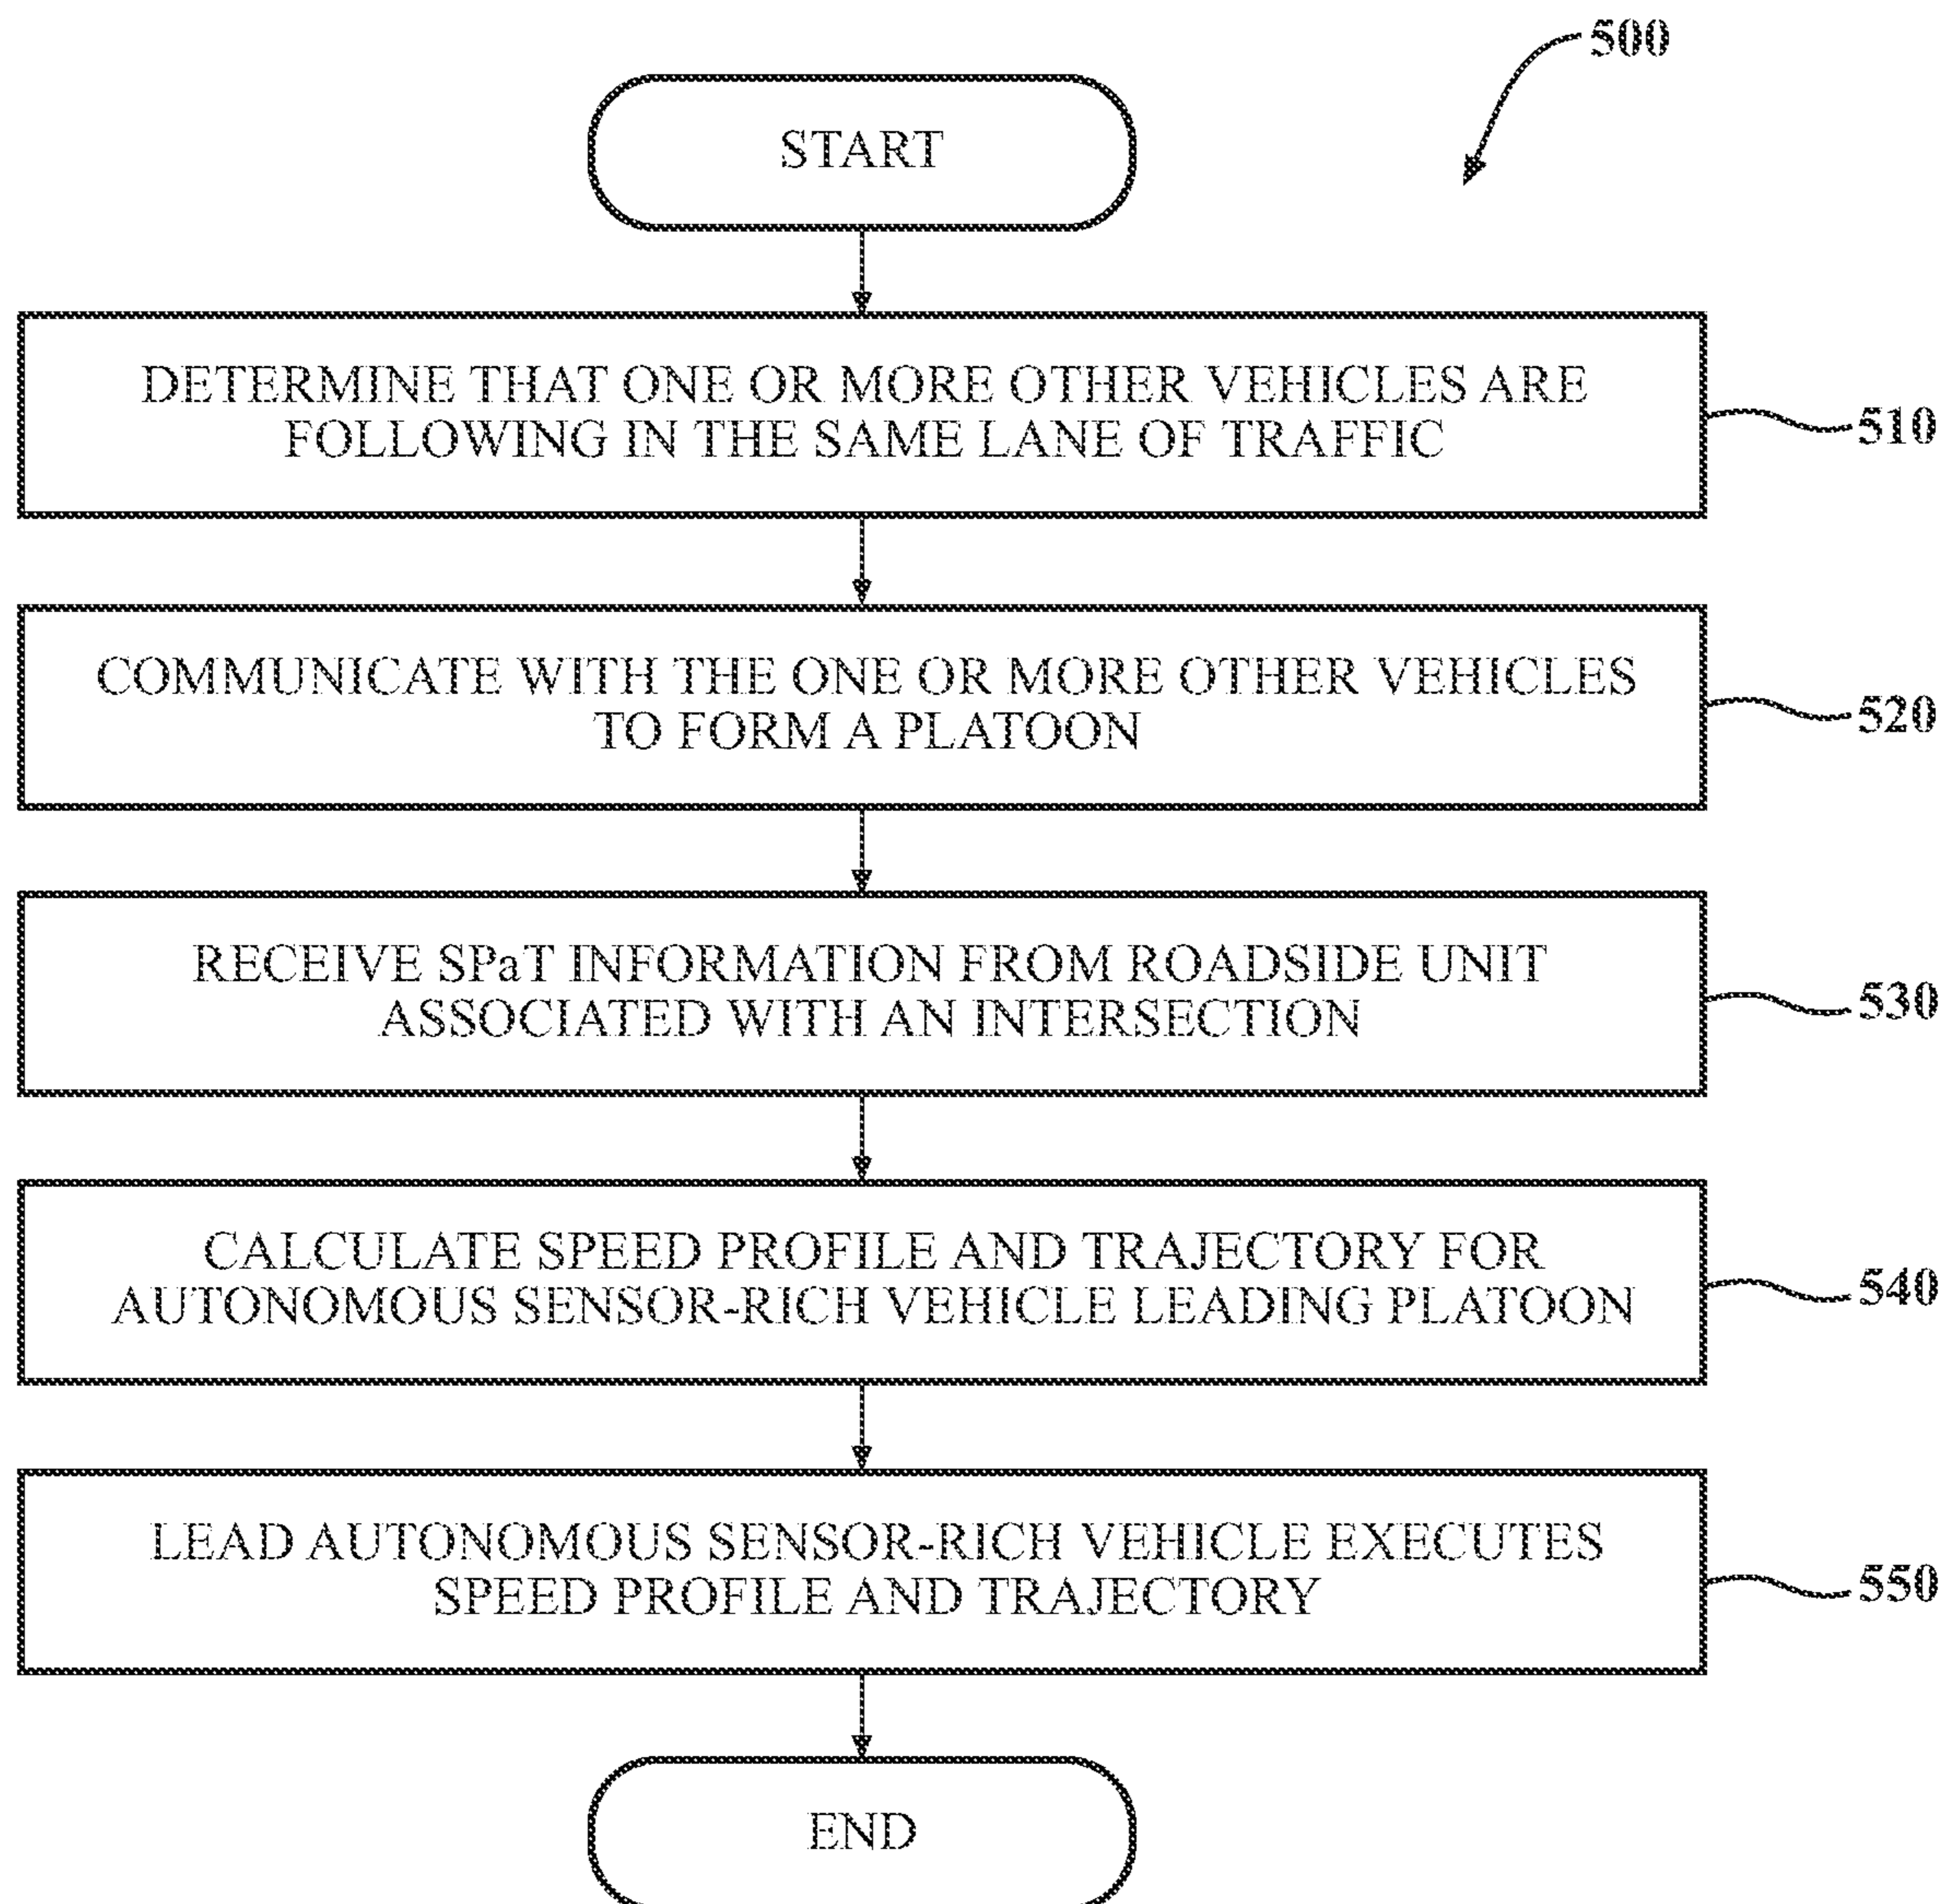 500
START
DETERMINE THAT ONE OR MORE OTHER VEHICLES ARE
FOLLOWING IN THE SAME LANE OF TRAFFIC
510
COMMUNICATE WITH THE ONE OR MORE OTHER VEHICLES
TO FORM A PLATOON
520
RECEIVE SPaT INFORMATION FROM ROADSIDE UNIT
ASSOCIATED WITH AN INTERSECTION
530
CALCULATE SPEED PROFILE AND TRAJECTORY FOR
AUTONOMOUS SENSOR-RICH VEHICLE LEADING PLATOON
540
LEAD AUTONOMOUS SENSOR-RICH VEHICLE EXECUTES
SPEED PROFILE AND TRAJECTORY
550
END